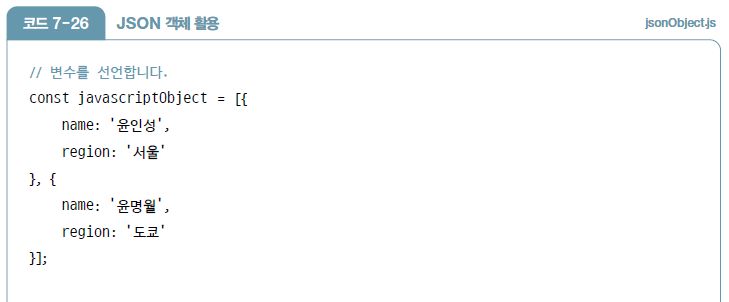 코드 7-26 JSON 객체 활용 jsonObject.js
// 변수를 선언합니다.
const javascriptObject = [{
    name: '윤인성',
    region: '서울'
}, {
    name: '윤명월',
    region: '도쿄'
}];